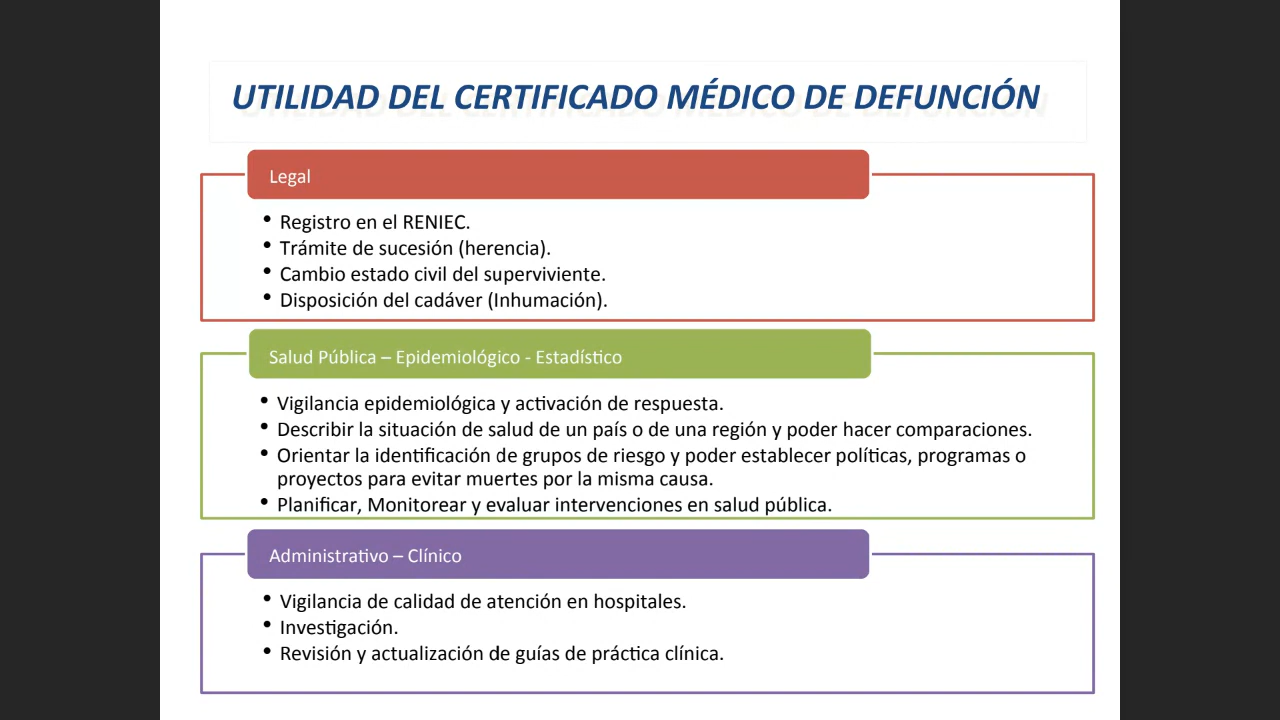 UTILIDAD DEL CERTIFICADO MÉDICO DE DEFUNCIÓN
Legal
• Registro en el RENIEC.
• Trámite de sucesión (herencia).
• Cambio estado civil del superviviente.
• Disposición del cadáver (Inhumación).
Salud Pública – Epidemiológico - Estadístico
• Vigilancia epidemiológica y activación de respuesta.
• Describir la situación de salud de un país o de una región y poder hacer comparaciones.
• Orientar la identificación de grupos de riesgo y poder establecer políticas, programas o
proyectos para evitar muertes por la misma causa.
• Planificar, Monitorear y evaluar intervenciones en salud pública.
Administrativo – Clínico
• Vigilancia de calidad de atención en hospitales.
• Investigación.
• Revisión y actualización de guías de práctica clínica.